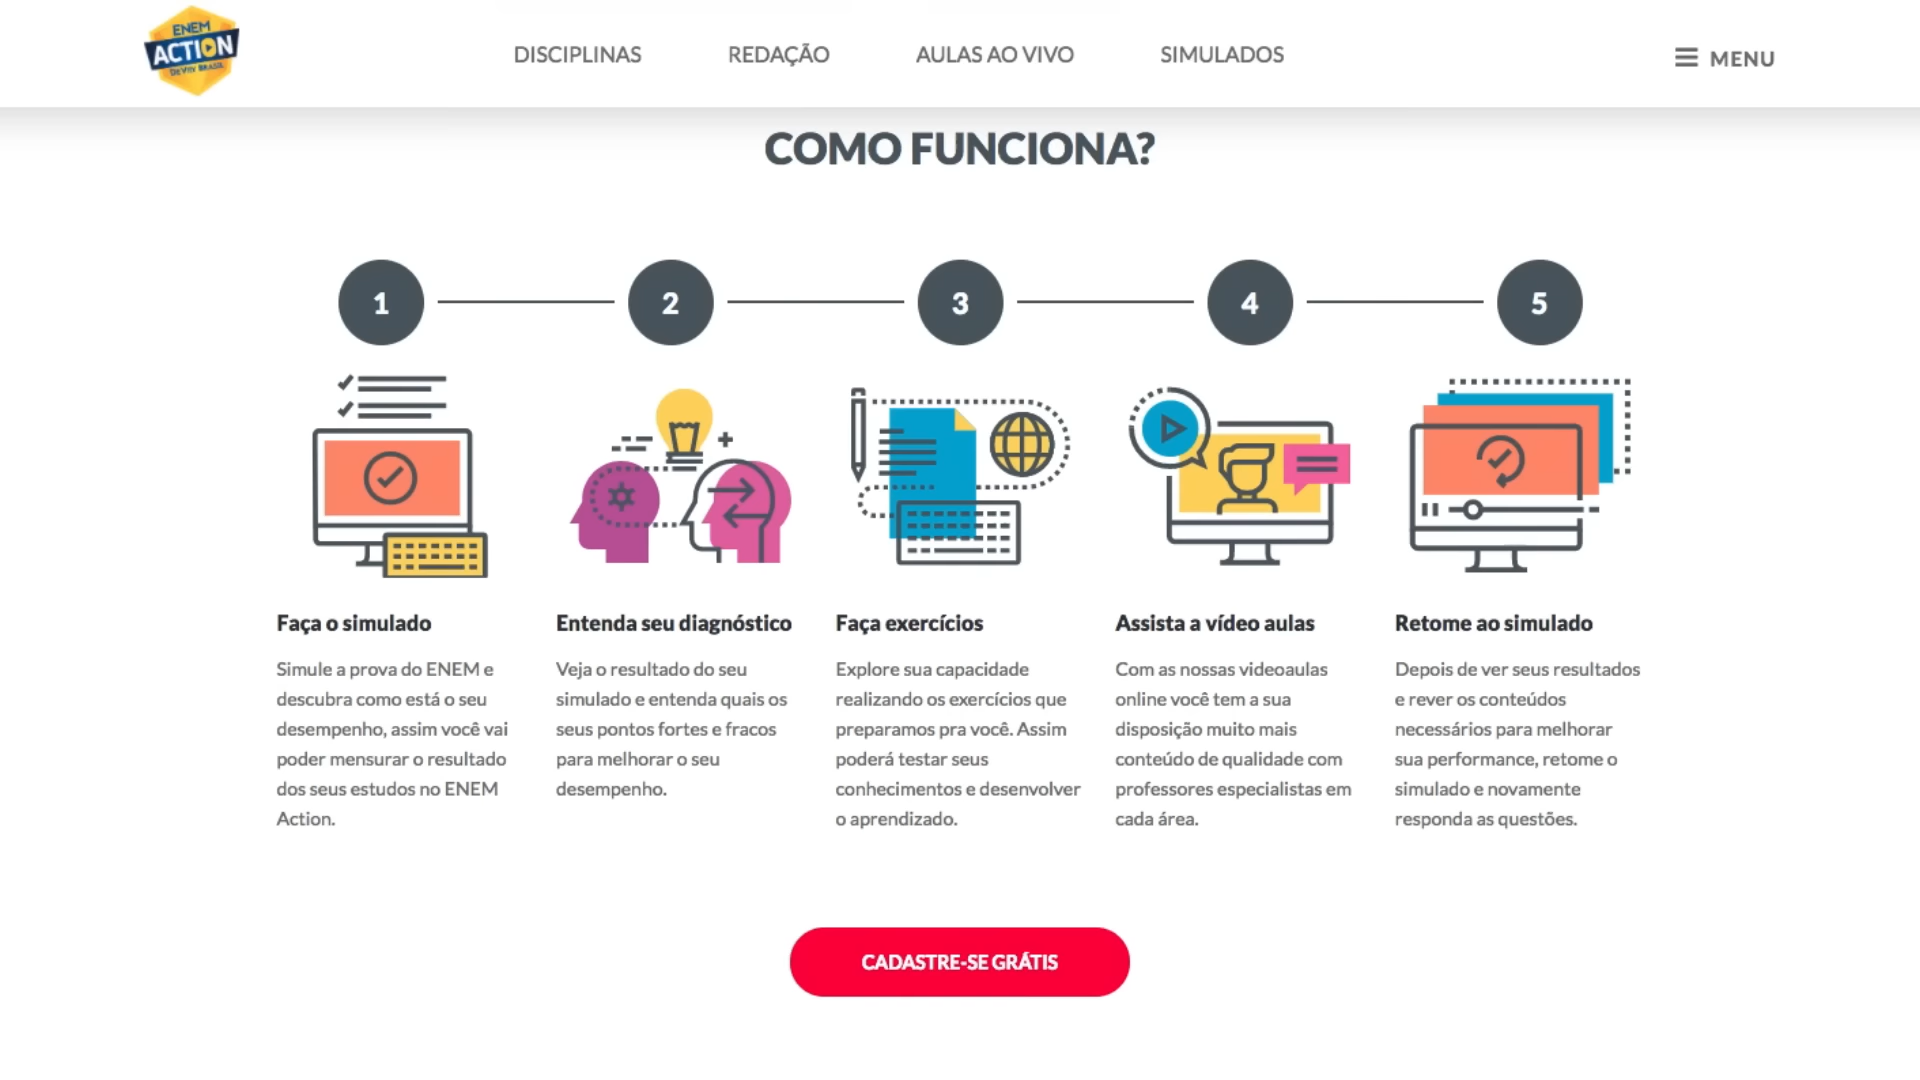 ENEM
ACTION
DeVry BRASIL
DISCIPLINAS
REDAÇÃO
AULAS AO VIVO
SIMULADOS
MENU
COMO FUNCIONA?
1
2
3
4
5
Faça o simulado
Simule a prova do ENEM e
descubra como está o seu
desempenho, assim você vai
poder mensurar o resultado
dos seus estudos no ENEM
Action.
Entenda seu diagnóstico
Veja o resultado do seu
simulado e entenda quais os
seus pontos fortes e fracos
para melhorar o seu
desempenho.
Faça exercícios
Explore sua capacidade
realizando os exercícios que
preparamos pra você. Assim
poderá testar seus
conhecimentos e desenvolver
o aprendizado.
Assista a vídeo aulas
Com as nossas videoaulas
online você tem a sua
disposição muito mais
conteúdo de qualidade com
professores especialistas em
cada área.
Retome ao simulado
Depois de ver seus resultados
e rever os conteúdos
necessários para melhorar
sua performance, retome o
simulado e novamente
responda as questões.
CADASTRE-SE GRÁTIS